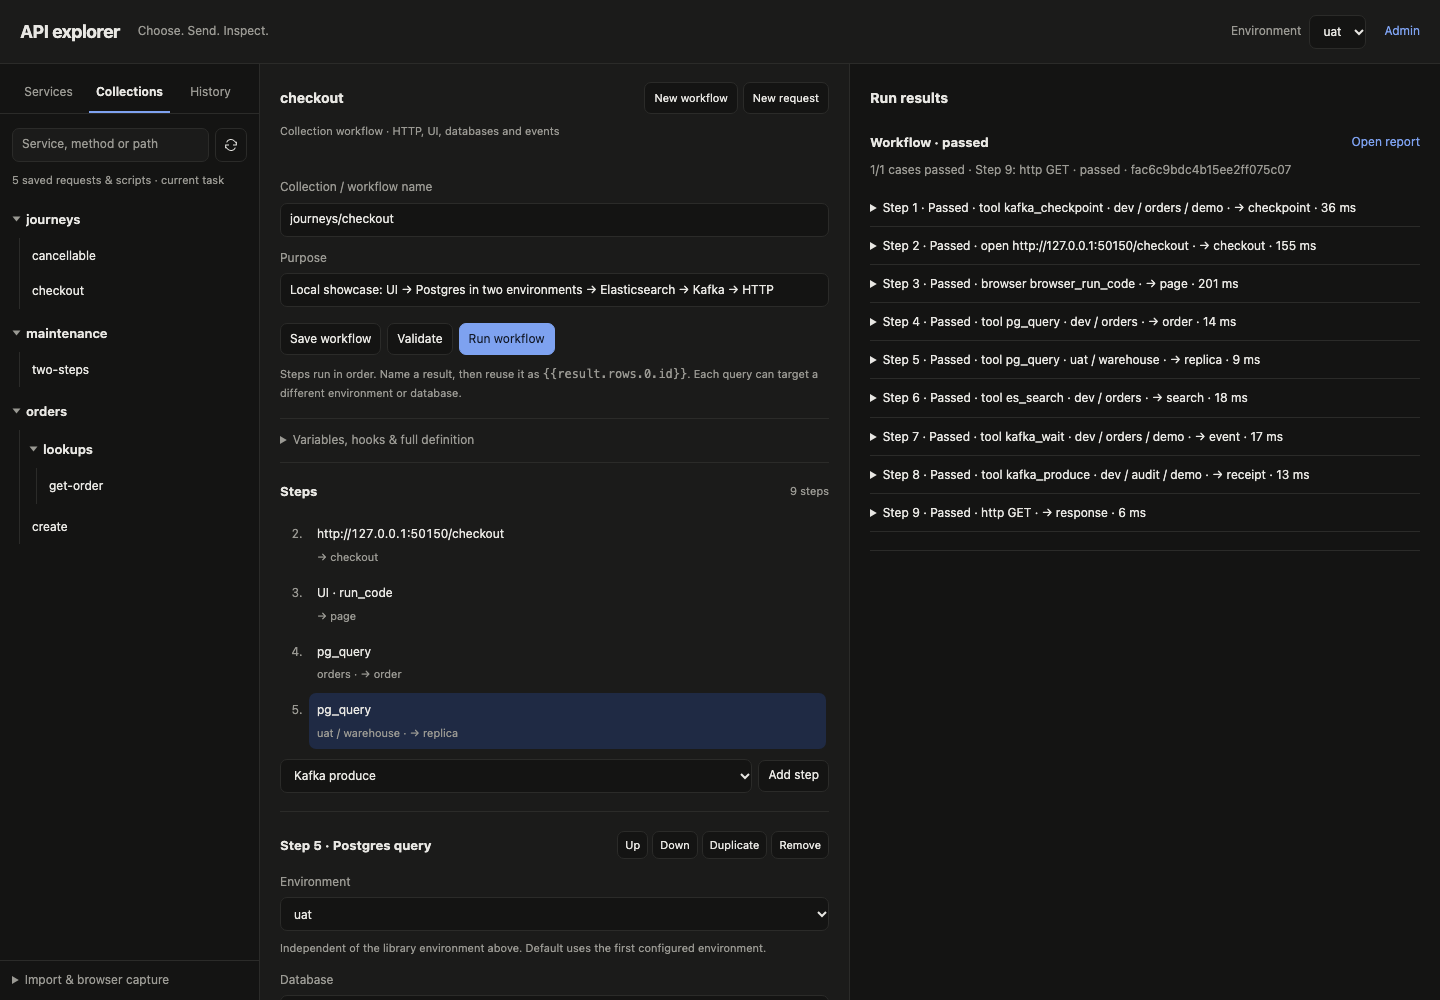 API explorer
Choose. Send. Inspect.
Environment
uat
Admin
Services
Collections
History
Service, method or path
5 saved requests & scripts · current task
journeys
cancellable
checkout
maintenance
two-steps
orders
lookups
get-order
create
Import & browser capture
checkout
New workflow
New request
Collection workflow · HTTP, UI, databases and events
Collection / workflow name
journeys/checkout
Purpose
Local showcase: UI → Postgres in two environments → Elasticsearch → Kafka → HTTP
Save workflow
Validate
Run workflow
Steps run in order. Name a result, then reuse it as {{result.rows.0.id}}. Each query can target a
different environment or database.
Variables, hooks & full definition
Steps
9 steps
2. http://127.0.0.1:50150/checkout
→ checkout
3. UI · run_code
→ page
4. pg_query
orders · → order
5. pg_query
uat / warehouse · → replica
Kafka produce
Add step
Step 5 · Postgres query
Up
Down
Duplicate
Remove
Environment
uat
Independent of the library environment above. Default uses the first configured environment.
Database
Run results
Workflow · passed
Open report
1/1 cases passed · Step 9: http GET · passed · fac6c9bdc4b15ee2ff075c07
Step 1 · Passed · tool kafka_checkpoint · dev / orders / demo · → checkpoint · 36 ms
Step 2 · Passed · open http://127.0.0.1:50150/checkout · → checkout · 155 ms
Step 3 · Passed · browser browser_run_code · → page · 201 ms
Step 4 · Passed · tool pg_query · dev / orders · → order · 14 ms
Step 5 · Passed · tool pg_query · uat / warehouse · → replica · 9 ms
Step 6 · Passed · tool es_search · dev / orders · → search · 18 ms
Step 7 · Passed · tool kafka_wait · dev / orders / demo · → event · 17 ms
Step 8 · Passed · tool kafka_produce · dev / audit / demo · → receipt · 13 ms
Step 9 · Passed · http GET · → response · 6 ms